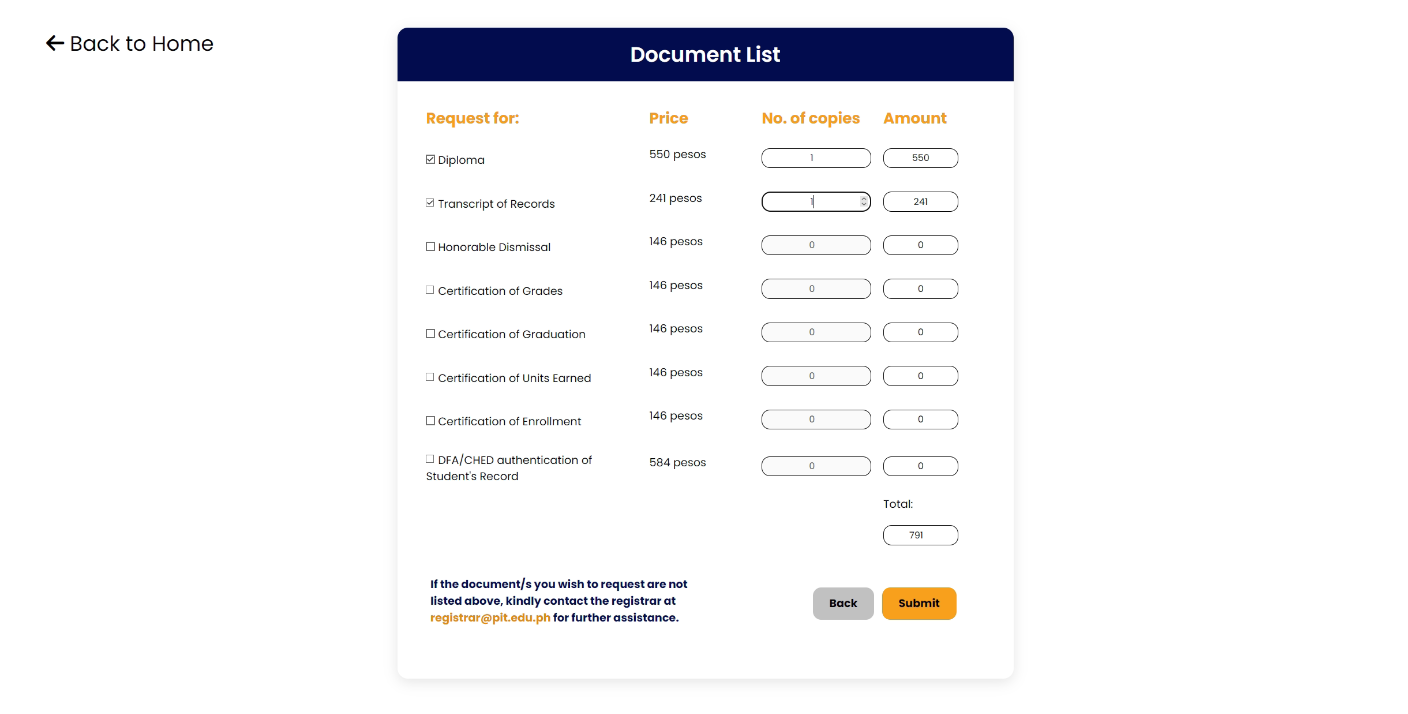 Back to Home
Document List
Request for: Price No. of copies Amount
Diploma 550 pesos 1 550
Transcript of Records 241 pesos 1 241
Honorable Dismissal 146 pesos 0 0
Certification of Grades 146 pesos 0 0
Certification of Graduation 146 pesos 0 0
Certification of Units Earned 146 pesos 0 0
Certification of Enrollment 146 pesos 0 0
DFA/CHED authentication of
Student's Record 584 pesos 0 0
Total:
791
If the document/s you wish to request are not
listed above, kindly contact the registrar at
registrar@pit.edu.ph for further assistance.
Back Submit